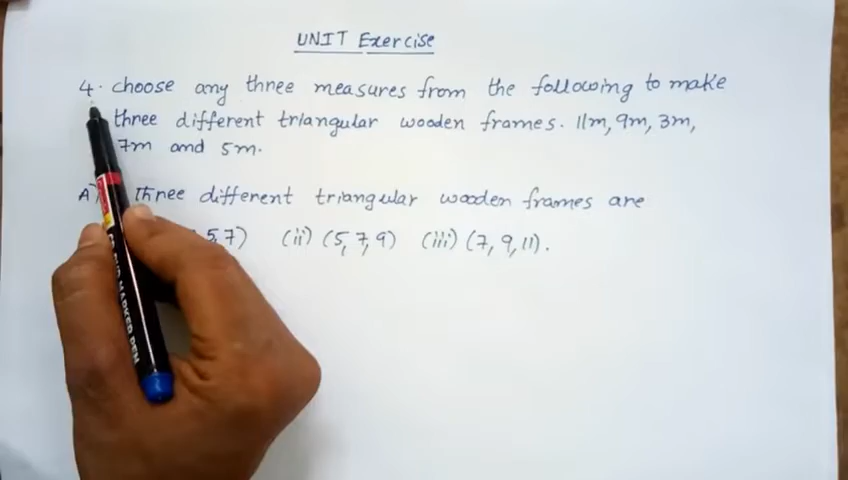 UNIT Exercise
4. choose any three measures from the following to make
three different triangular wooden frames. 11m, 9m, 3m,
7m and 5m.
A) Three different triangular wooden frames are
5,7) (ii) (5,7,9) (iii) (7, 9, 11).
MARKER PEN